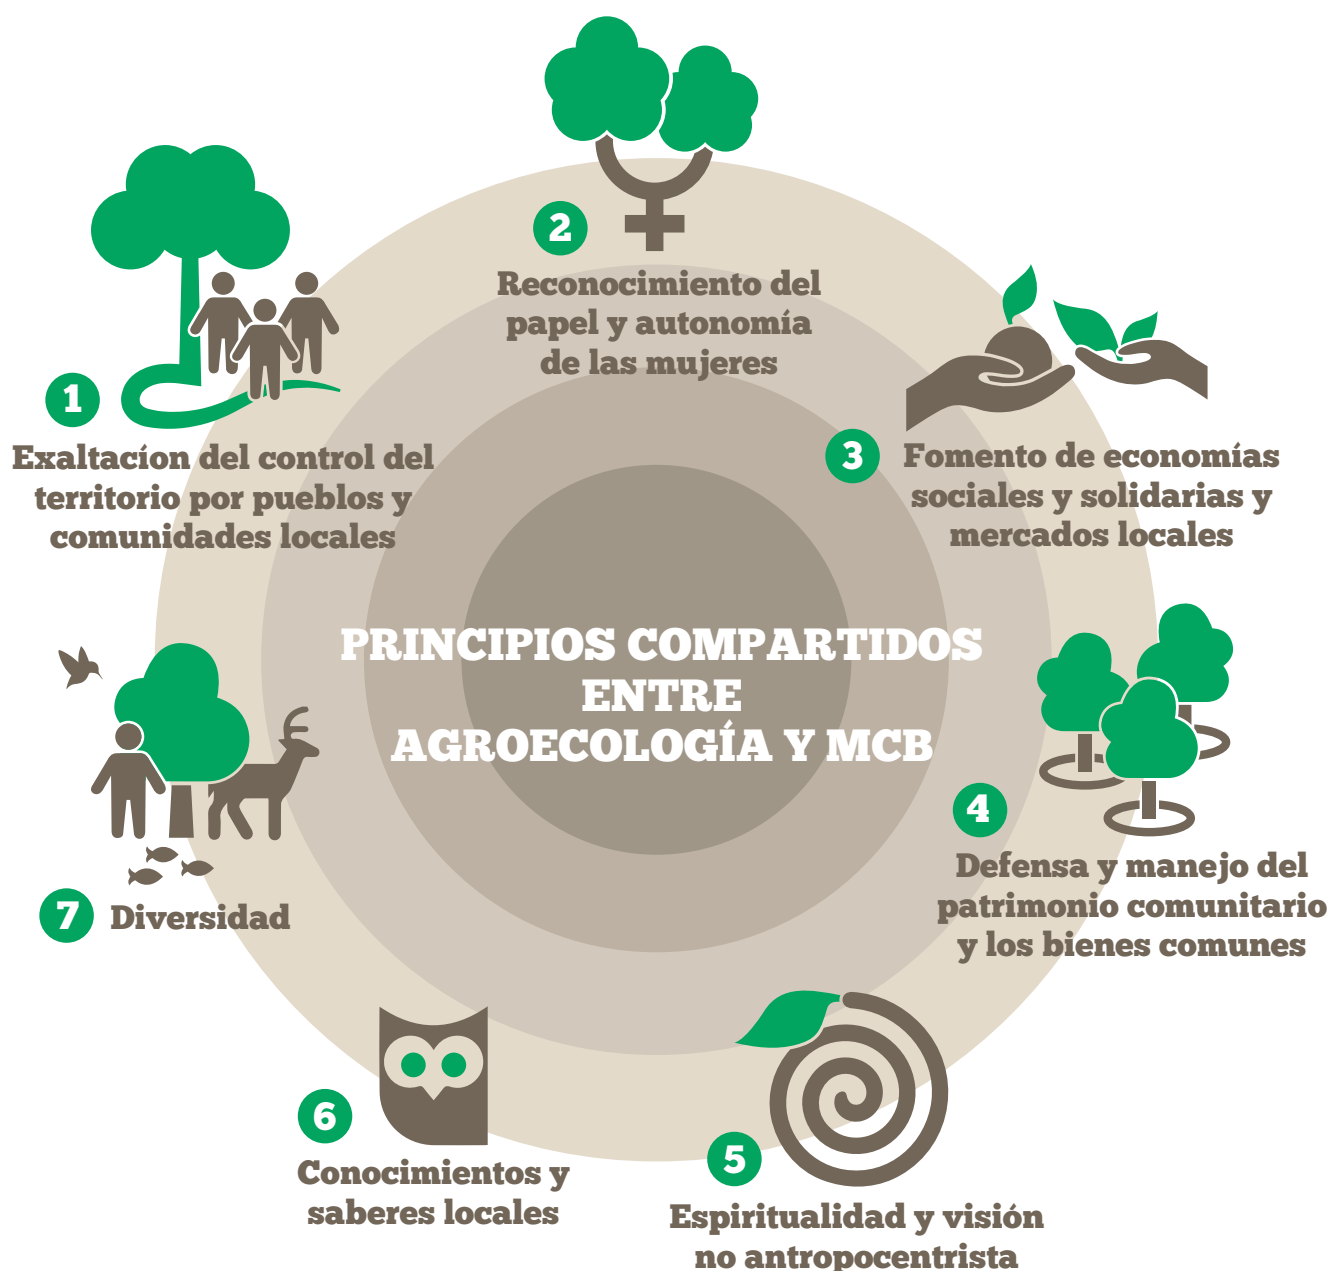 PRINCIPIOS COMPARTIDOS
ENTRE
AGROECOLOGÍA Y MCB
1
Exaltacíon del control del
territorio por pueblos y
comunidades locales
2
Reconocimiento del
papel y autonomía
de las mujeres
3
Fomento de economías
sociales y solidarias y
mercados locales
4
Defensa y manejo del
patrimonio comunitario
y los bienes comunes
5
Espiritualidad y visión
no antropocentrista
6
Conocimientos y
saberes locales
7
Diversidad